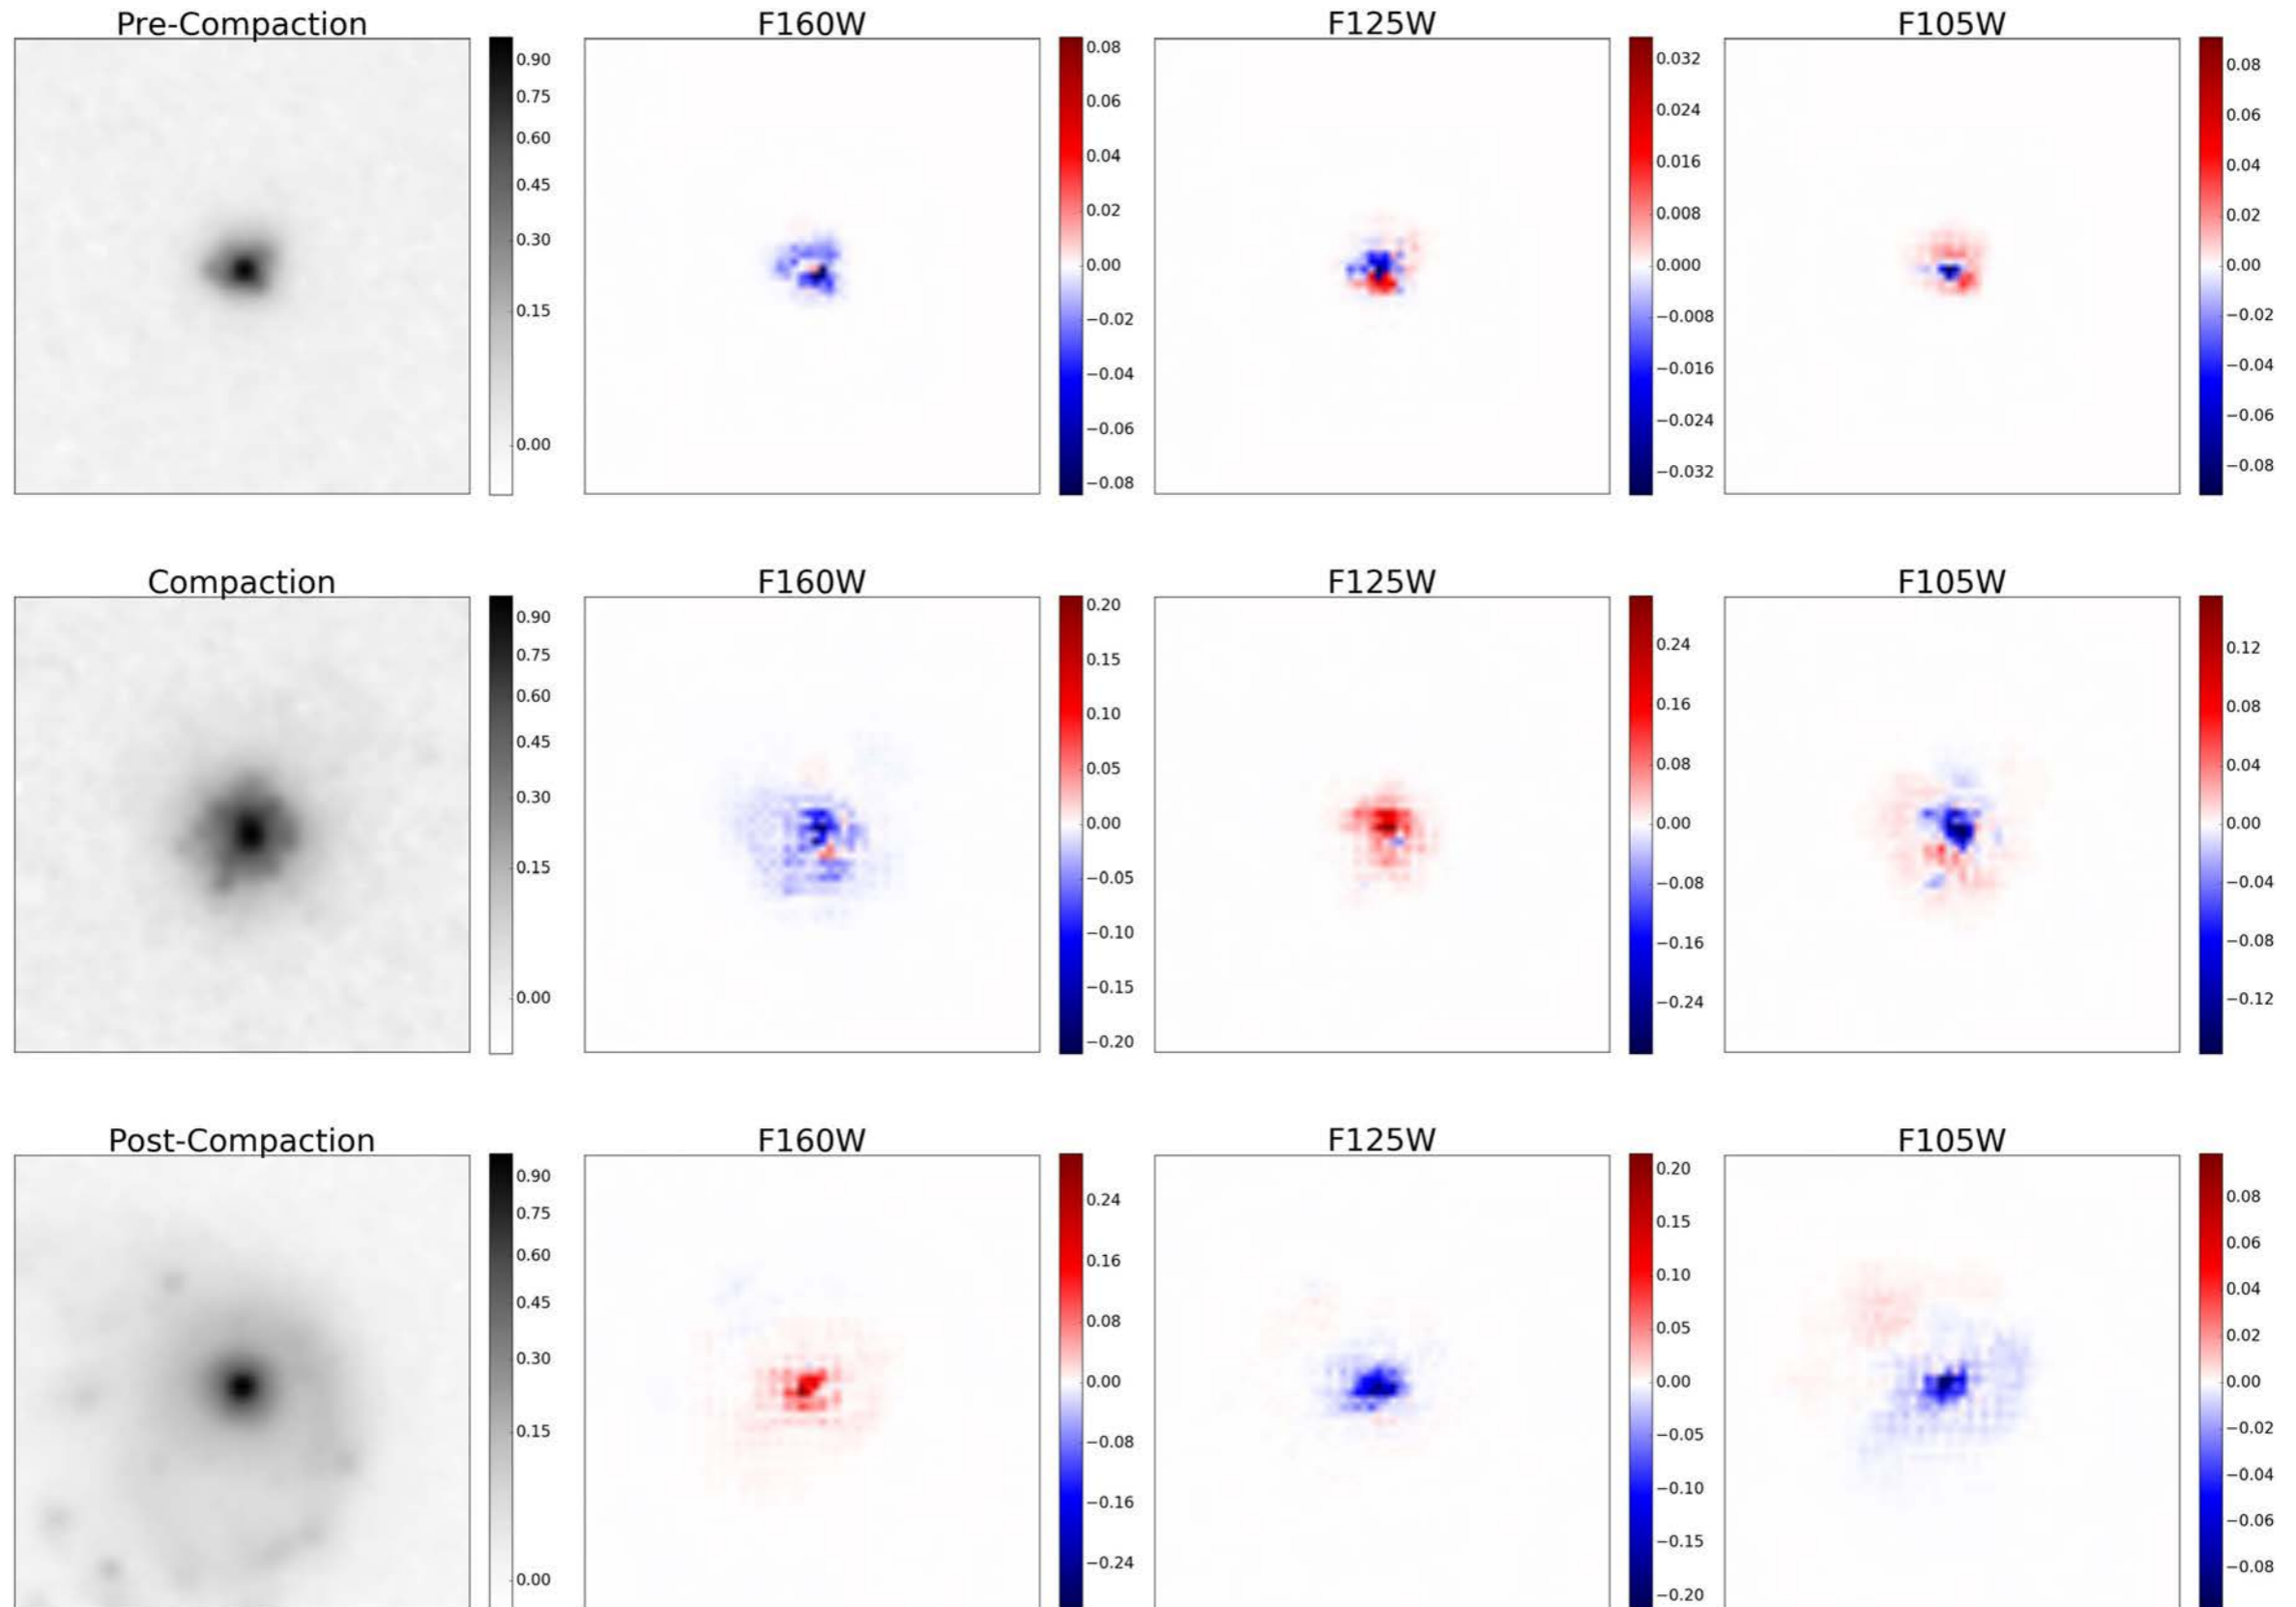 Pre-Compaction F160W F125W F105W
0.90 0.75 0.60 0.45 0.30 0.15 0.00
0.08 0.06 0.04 0.02 0.00 −0.02 −0.04 −0.06 −0.08
0.032 0.024 0.016 0.008 0.000 −0.008 −0.016 −0.024 −0.032
0.08 0.06 0.04 0.02 0.00 −0.02 −0.04 −0.06 −0.08
Compaction F160W F125W F105W
0.90 0.75 0.60 0.45 0.30 0.15 0.00
0.20 0.15 0.10 0.05 0.00 −0.05 −0.10 −0.15 −0.20
0.24 0.16 0.08 0.00 −0.08 −0.16 −0.24
0.12 0.08 0.04 0.00 −0.04 −0.08 −0.12
Post-Compaction F160W F125W F105W
0.90 0.75 0.60 0.45 0.30 0.15 0.00
0.24 0.16 0.08 0.00 −0.08 −0.16 −0.24
0.20 0.15 0.10 0.05 0.00 −0.05 −0.10 −0.15 −0.20
0.08 0.06 0.04 0.02 0.00 −0.02 −0.04 −0.06 −0.08